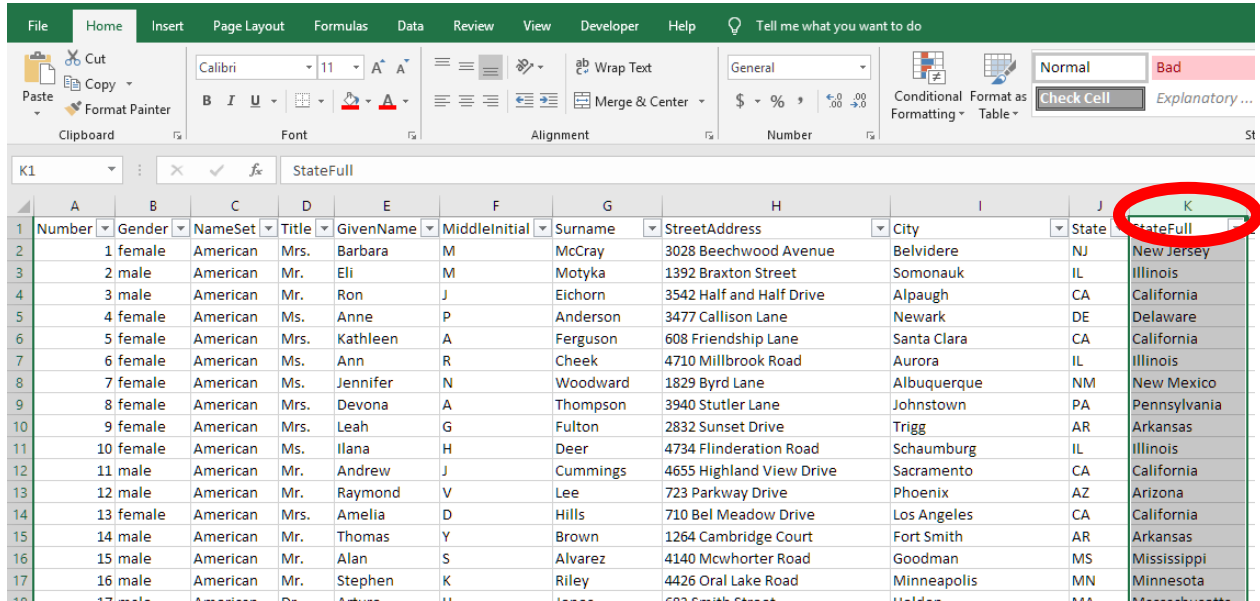 File Home Insert Page Layout Formulas Data Review View Developer Help Tell me what you want to do
Cut
Copy
Format Painter
Paste
Clipboard
Calibri 11 A A
B I U A
Font
ab Wrap Text
Merge & Center
Alignment
General
$ % , .00 .00
Number
Conditional Formatting
Format as Table
Normal Bad
Check Cell Explanatory ...
K1 fx StateFull
A B C D E F G H I J K
1 Number Gender NameSet Title GivenName MiddleInitial Surname StreetAddress City State StateFull
2 1 female American Mrs. Barbara M McCray 3028 Beechwood Avenue Belvidere NJ New Jersey
3 2 male American Mr. Eli M Motyka 1392 Braxton Street Somonauk IL Illinois
4 3 male American Mr. Ron J Eichorn 3542 Half and Half Drive Alpaugh CA California
5 4 female American Ms. Anne P Anderson 3477 Callison Lane Newark DE Delaware
6 5 female American Mrs. Kathleen A Ferguson 608 Friendship Lane Santa Clara CA California
7 6 female American Ms. Ann R Cheek 4710 Millbrook Road Aurora IL Illinois
8 7 female American Ms. Jennifer N Woodward 1829 Byrd Lane Albuquerque NM New Mexico
9 8 female American Mrs. Devona A Thompson 3940 Stutler Lane Johnstown PA Pennsylvania
10 9 female American Mrs. Leah G Fulton 2832 Sunset Drive Trigg AR Arkansas
11 10 female American Ms. Ilana H Deer 4734 Flinderation Road Schaumburg IL Illinois
12 11 male American Mr. Andrew J Cummings 4655 Highland View Drive Sacramento CA California
13 12 male American Mr. Raymond V Lee 723 Parkway Drive Phoenix AZ Arizona
14 13 female American Mrs. Amelia D Hills 710 Bel Meadow Drive Los Angeles CA California
15 14 male American Mr. Thomas Y Brown 1264 Cambridge Court Fort Smith AR Arkansas
16 15 male American Mr. Alan S Alvarez 4140 Mcwhorter Road Goodman MS Mississippi
17 16 male American Mr. Stephen K Riley 4426 Oral Lake Road Minneapolis MN Minnesota